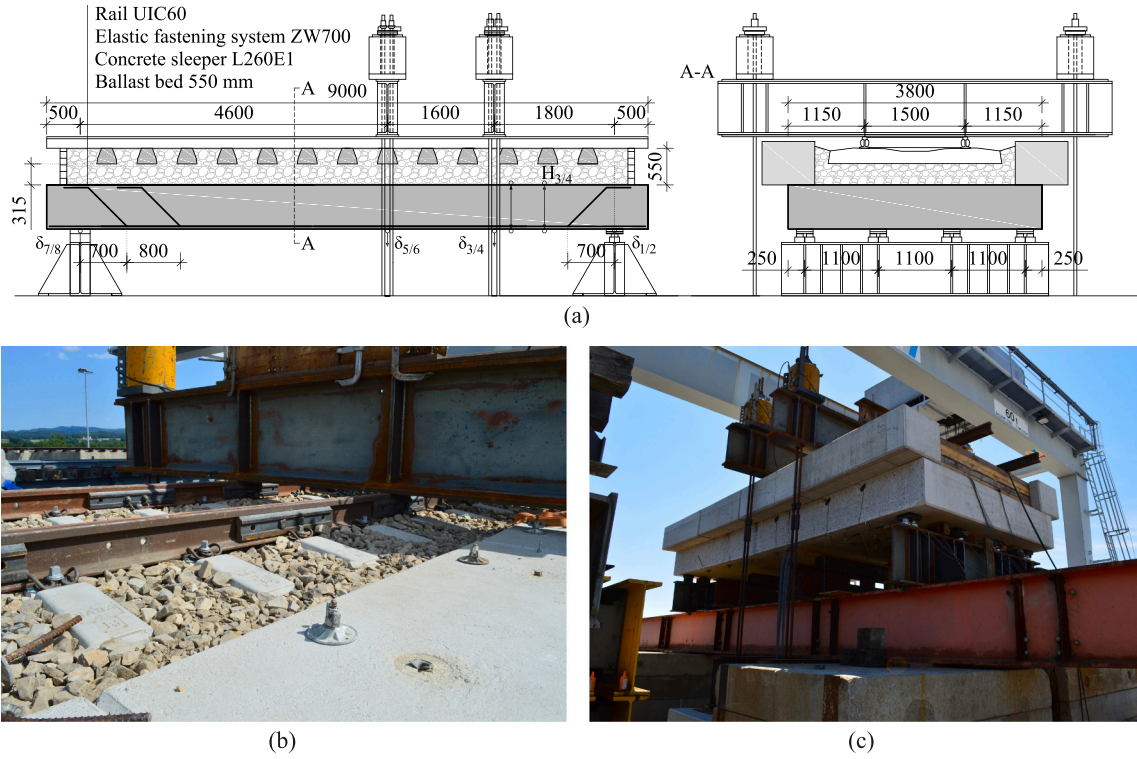 Rail UIC60
Elastic fastening system ZW700
Concrete sleeper L260E1
Ballast bed 550 mm
A
9000
500 4600 1600 1800 500
H3/4
550
315
δ7/8 700 800 A δ5/6 δ3/4 700 δ1/2
A-A
3800
1150 1500 1150
250 1100 1100 1100 250
(a)
60 t
(b) (c)